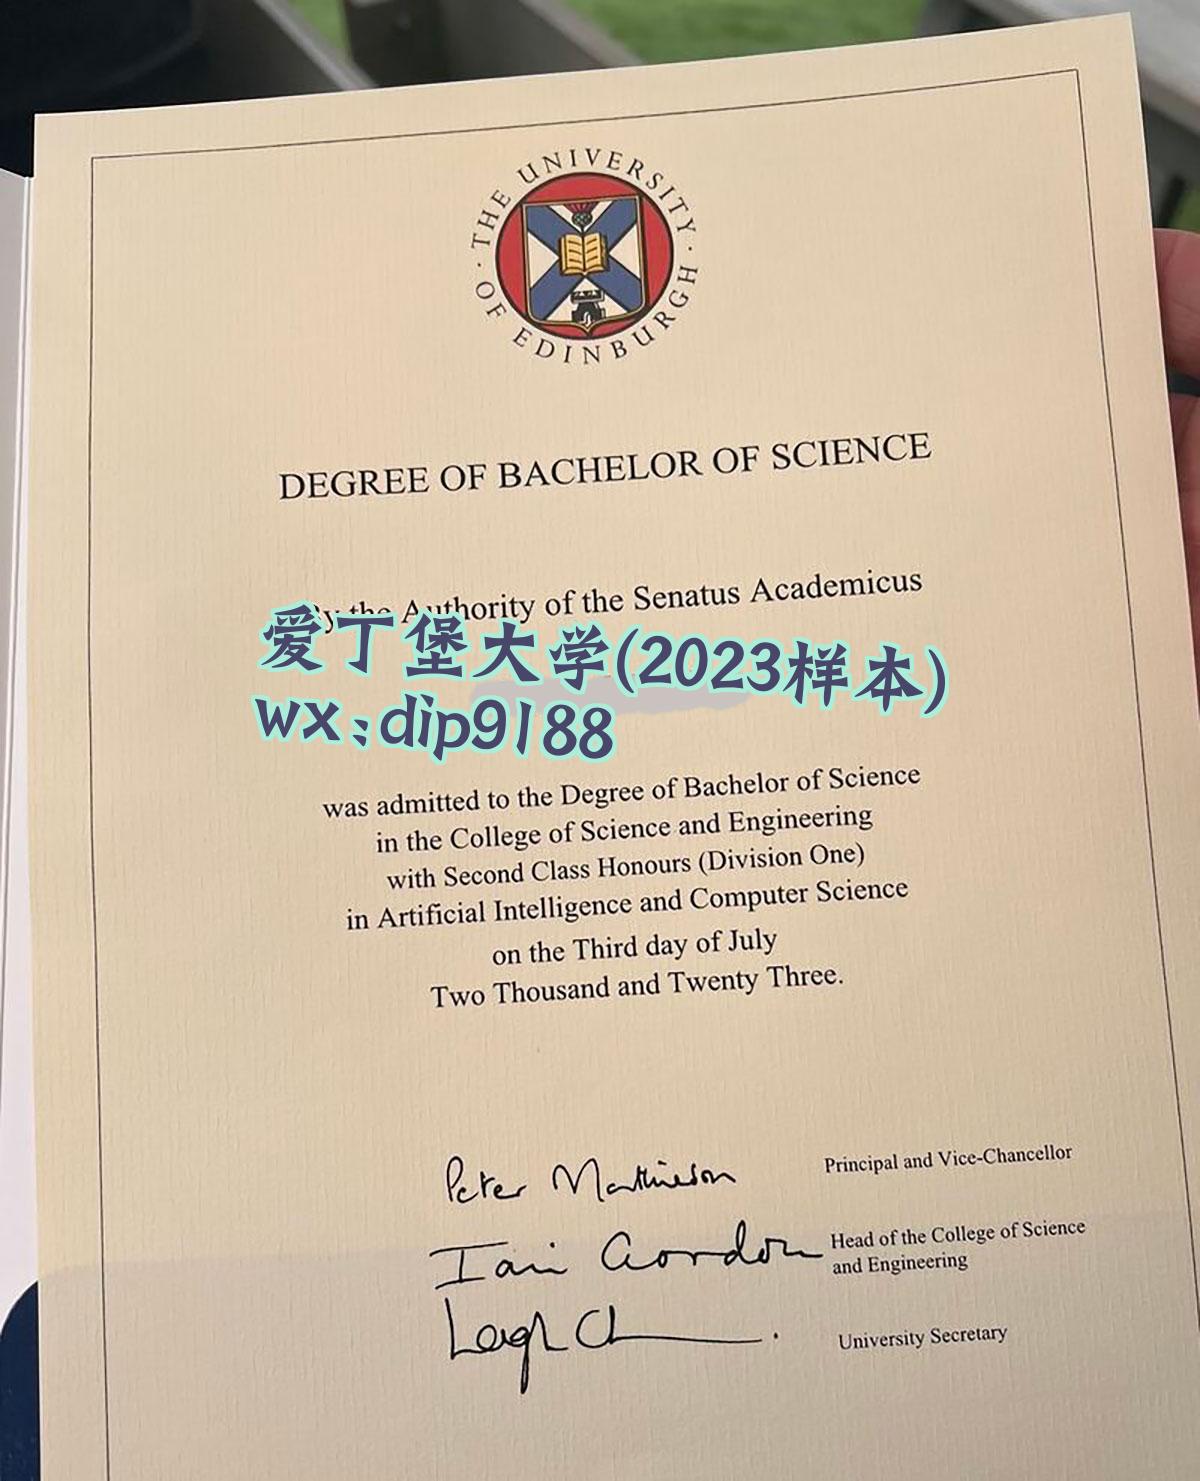 THE UNIVERSITY OF EDINBURGH
DEGREE OF BACHELOR OF SCIENCE
By the Authority of the Senatus Academicus
爱丁堡大学(2023样本)
wx:dip9188
was admitted to the Degree of Bachelor of Science
in the College of Science and Engineering
with Second Class Honours (Division One)
in Artificial Intelligence and Computer Science
on the Third day of July
Two Thousand and Twenty Three.
Peter Mathieson Principal and Vice-Chancellor
Iain Gordon Head of the College of Science
and Engineering
Leigh University Secretary